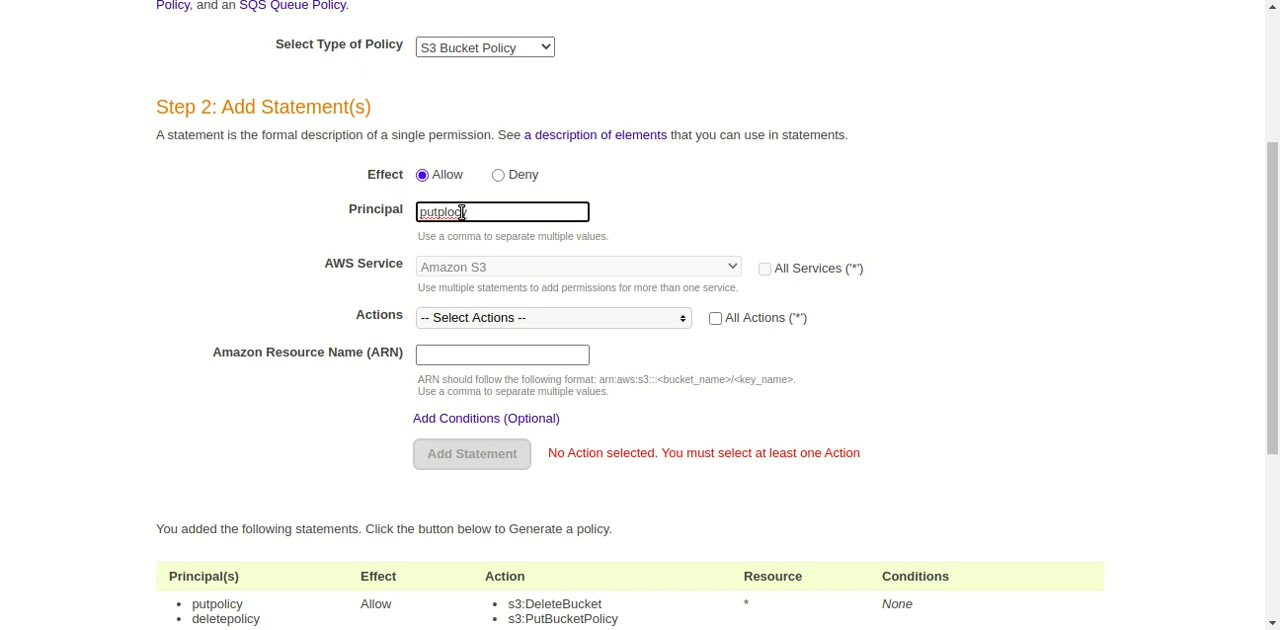 Policy, and an SQS Queue Policy.
Select Type of Policy S3 Bucket Policy
Step 2: Add Statement(s)
A statement is the formal description of a single permission. See a description of elements that you can use in statements.
Effect Allow Deny
Principal putplocy
Use a comma to separate multiple values.
AWS Service Amazon S3 All Services ('*')
Use multiple statements to add permissions for more than one service.
Actions -- Select Actions -- All Actions ('*')
Amazon Resource Name (ARN)
ARN should follow the following format: arn:aws:s3:::<bucket_name>/<key_name>.
Use a comma to separate multiple values.
Add Conditions (Optional)
Add Statement No Action selected. You must select at least one Action
You added the following statements. Click the button below to Generate a policy.
Principal(s) Effect Action Resource Conditions
• putpolicy Allow • s3:DeleteBucket * None
• deletepolicy • s3:PutBucketPolicy